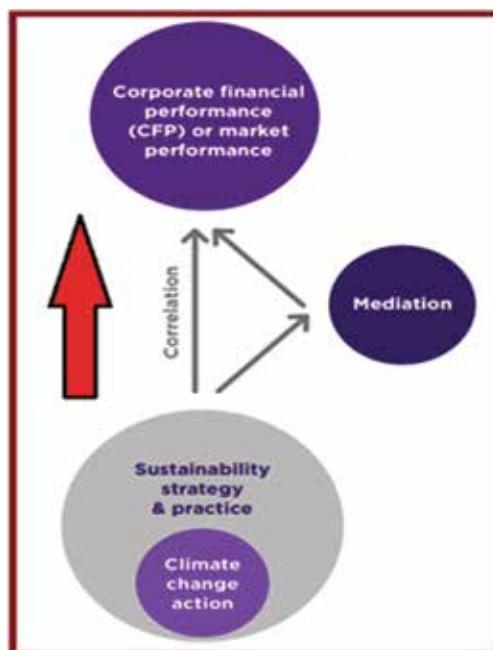 Corporate financial
performance
(CFP) or market
performance
Correlation
Mediation
Sustainability
strategy
& practice
Climate
change
action